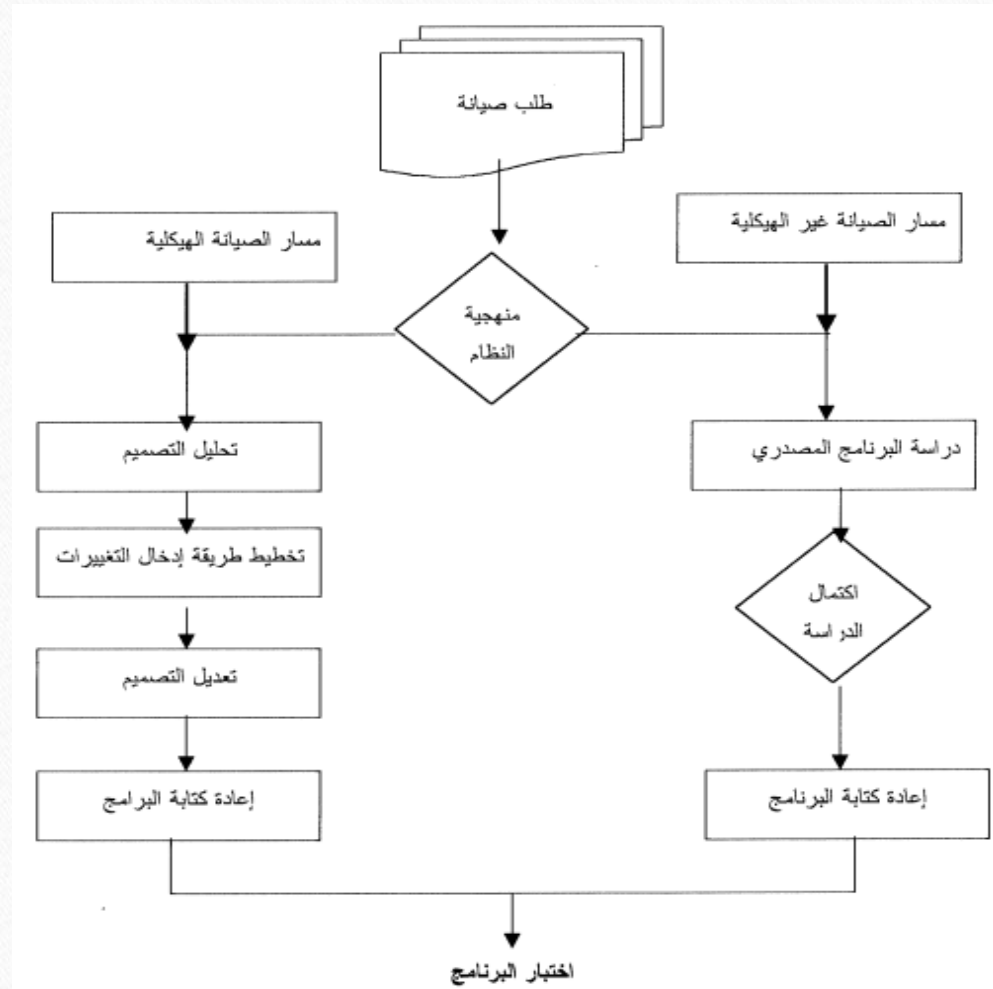 طلب صيانة
مسار الصيانة غير الهيكلية
مسار الصيانة الهيكلية
منهجية
النظام
دراسة البرنامج المصدري
تحليل التصميم
تخطيط طريقة إدخال التغييرات
اكتمال
الدراسة
تعديل التصميم
إعادة كتابة البرنامج
إعادة كتابة البرامج
اختبار البرنامج